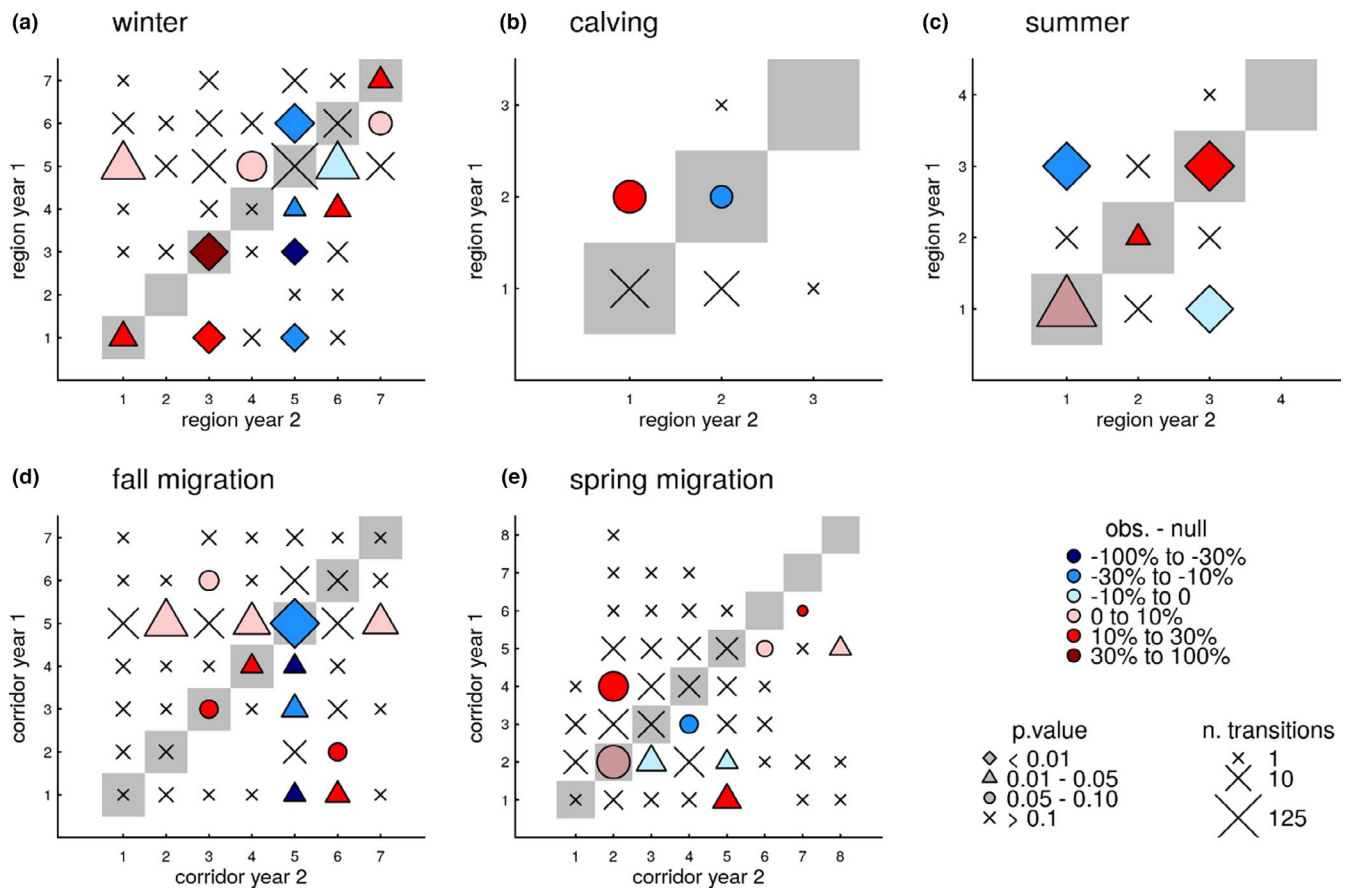 (a) winter
region year 1
7
6
5
4
3
2
1
1 2 3 4 5 6 7
region year 2
(b) calving
region year 1
3
2
1
1 2 3
region year 2
(c) summer
region year 1
4
3
2
1
1 2 3 4
region year 2
(d) fall migration
corridor year 1
7
6
5
4
3
2
1
1 2 3 4 5 6 7
corridor year 2
(e) spring migration
corridor year 1
8
7
6
5
4
3
2
1
1 2 3 4 5 6 7 8
corridor year 2
obs. - null
-100% to -30%
-30% to -10%
-10% to 0
0 to 10%
10% to 30%
30% to 100%
p.value
< 0.01
0.01 - 0.05
0.05 - 0.10
> 0.1
n. transitions
1
10
125